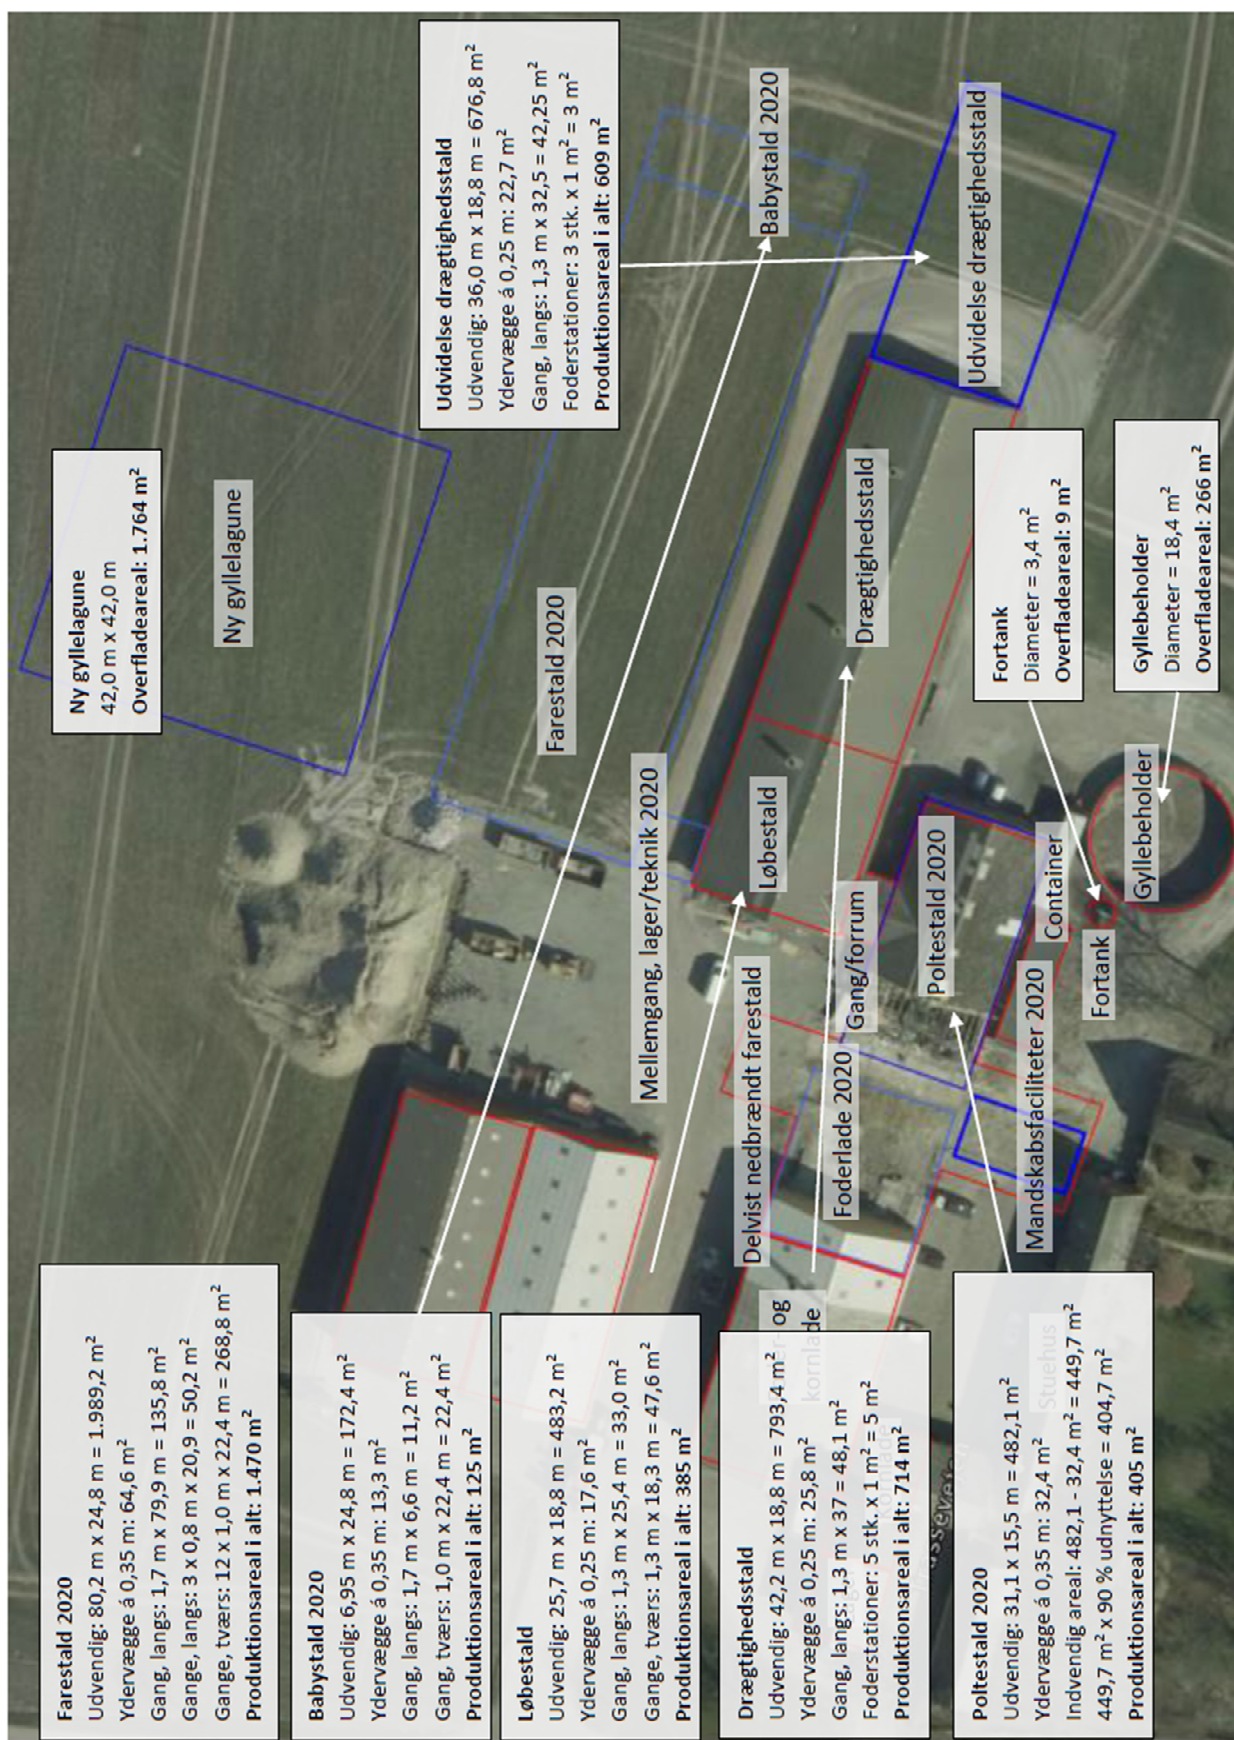 Farestald 2020
Udvendig: 80,2 m x 24,8 m = 1.989,2 m²
Ydervægge á 0,35 m: 64,6 m²
Gang, langs: 1,7 m x 79,9 m = 135,8 m²
Gange, langs: 3 x 0,8 m x 20,9 = 50,2 m²
Gange, tværs: 12 x 1,0 m x 22,4 m = 268,8 m²
Produktionsareal i alt: 1.470 m²
Babystald 2020
Udvendig: 6,95 m x 24,8 m = 172,4 m²
Ydervægge á 0,35 m: 13,3 m²
Gang, langs: 1,7 m x 6,6 m = 11,2 m²
Gang, tværs: 1,0 m x 22,4 m = 22,4 m²
Produktionsareal i alt: 125 m²
Løbestald
Udvendig: 25,7 m x 18,8 m = 483,2 m²
Ydervægge á 0,25 m: 17,6 m²
Gang, langs: 1,3 m x 25,4 m = 33,0 m²
Gange, tværs: 1,3 m x 18,3 m = 47,6 m²
Produktionsareal i alt: 385 m²
Drægtighedsstald
Udvendig: 42,2 m x 18,8 m = 793,4 m²
Ydervægge á 0,25 m: 25,8 m²
Gang, langs: 1,3 m x 37 = 48,1 m²
Foderstationer: 5 stk. x 1 m² = 5 m²
Produktionsareal i alt: 714 m²
Poltestald 2020
Udvendig: 31,1 x 15,5 m = 482,1 m²
Ydervægge á 0,35 m: 32,4 m²
Indvendig areal: 482,1 - 32,4 m² = 449,7 m²
449,7 m² x 90 % udnyttelse = 404,7 m²
Produktionsareal i alt: 405 m²
Ny gyllelagune
42,0 m x 42,0 m
Overfladeareal: 1.764 m²
Ny gyllelagune
Udvidelse drægtighedsstald
Udvendig: 36,0 m x 18,8 m = 676,8 m²
Ydervægge á 0,25 m: 22,7 m²
Gang, langs: 1,3 m x 32,5 = 42,25 m²
Foderstationer: 3 stk. x 1 m² = 3 m²
Produktionsareal i alt: 609 m²
Farestald 2020
Babystald 2020
Mellemgang, lager/teknik 2020
Løbestald
Drægtighedsstald
Udvidelse drægtighedsstald
Delvist nedbrændt farestald
Foderlade 2020
Gang/forrum
Poltestald 2020
Mandskabsfaciliteter 2020
Container
Fortank
Gyllebeholder
Fortank
Diameter = 3,4 m²
Overfladeareal: 9 m²
Gyllebeholder
Diameter = 18,4 m²
Overfladeareal: 266 m²
og
kornlade
Kornlade
Stuehus